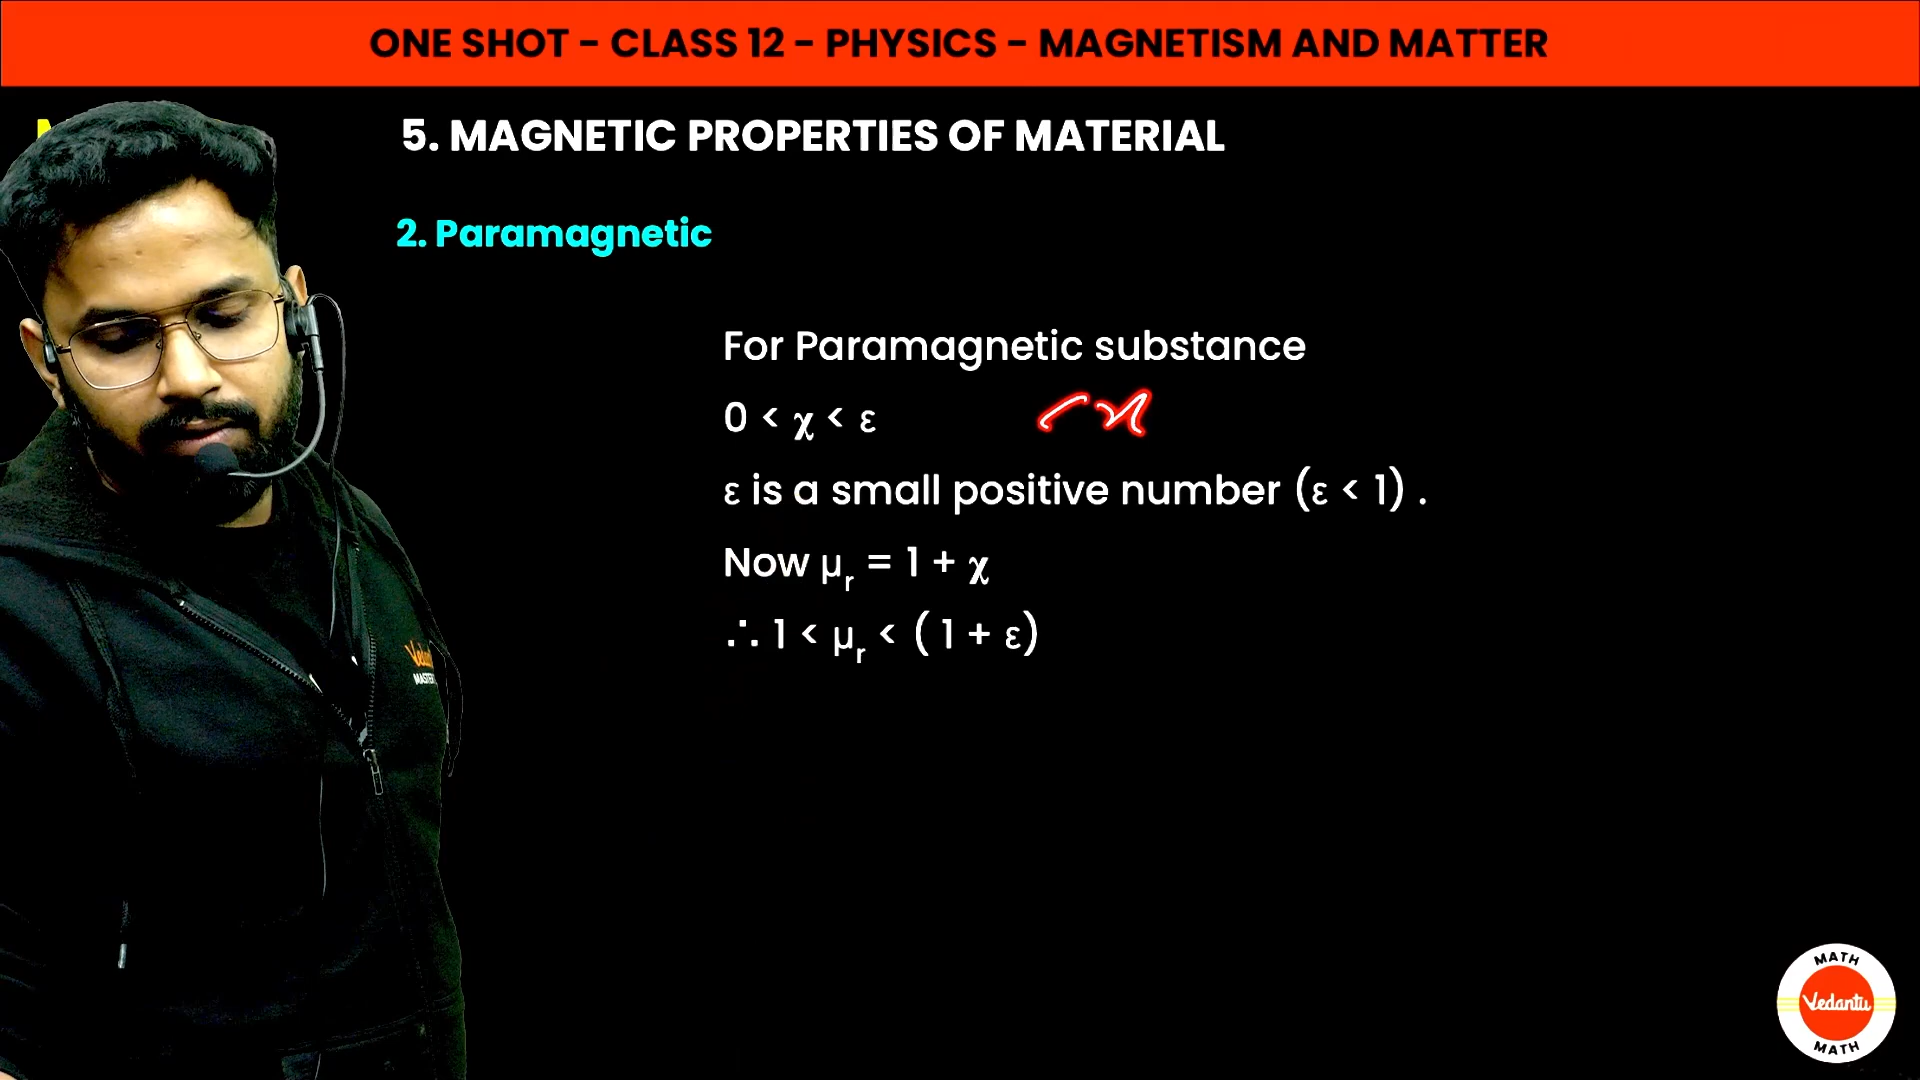 ONE SHOT - CLASS 12 - PHYSICS - MAGNETISM AND MATTER
5. MAGNETIC PROPERTIES OF MATERIAL
2. Paramagnetic
For Paramagnetic substance
0 < χ < ε
ε is a small positive number (ε < 1) .
Now μr = 1 + χ
∴ 1 < μr < ( 1 + ε)
MATH
Vedantu
MATH